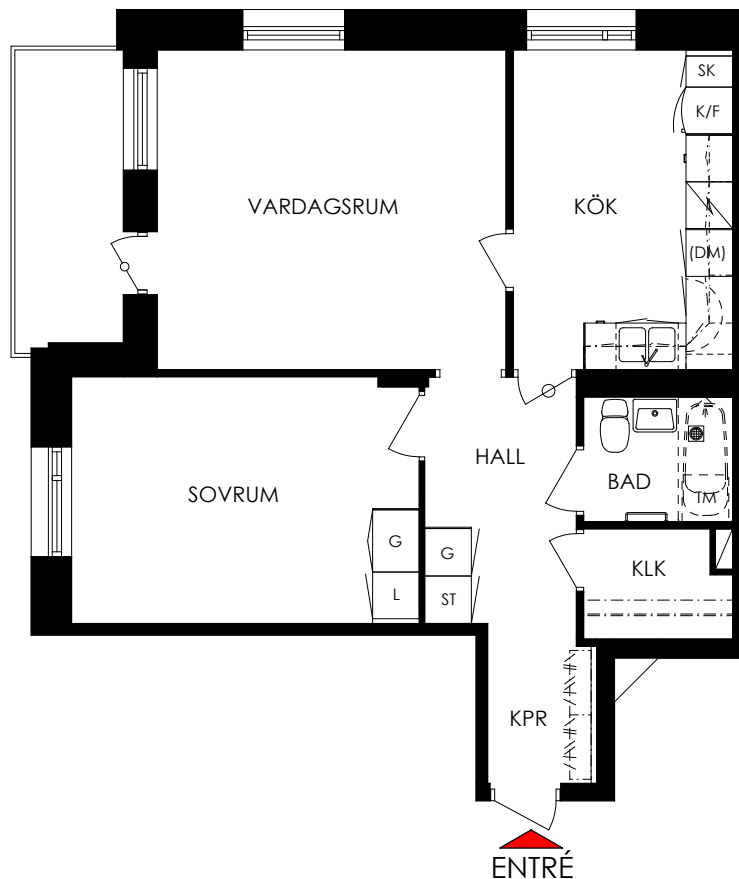 SK
K/F
VARDAGSRUM
KÖK
(DM)
HALL
BAD
SOVRUM
TM
G
G
KLK
L
ST
KPR
ENTRÉ